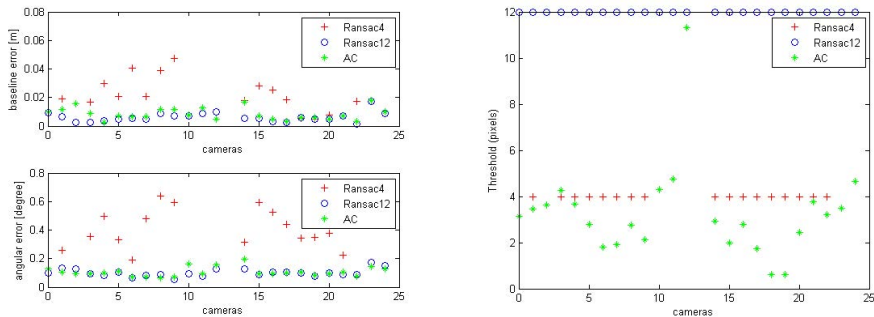 0.08
0.06
0.04
0.02
0
baseline error [m]
Ransac4
Ransac12
AC
0 5 10 15 20 25
cameras
0.8
0.6
0.4
0.2
0
angular error [degree]
Ransac4
Ransac12
AC
0 5 10 15 20 25
cameras
12
10
8
6
4
2
0
Threshold (pixels)
Ransac4
Ransac12
AC
0 5 10 15 20 25
cameras